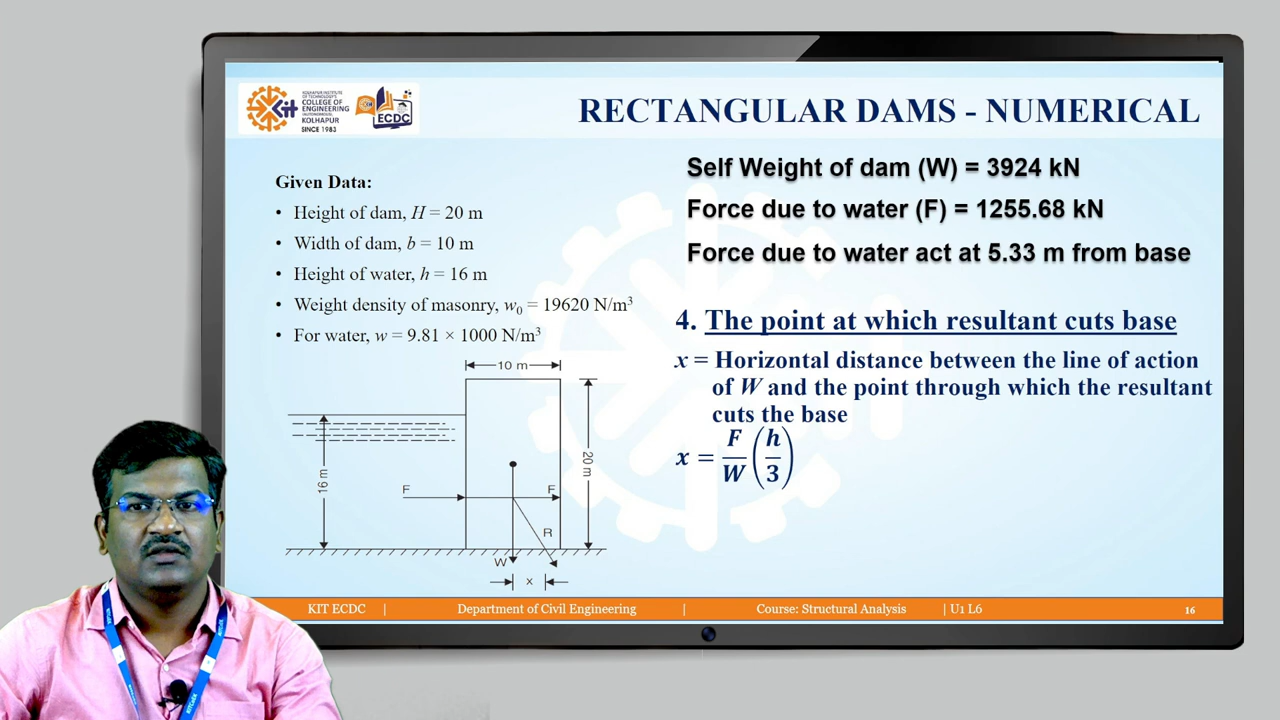 KOLHAPUR INSTITUTE
OF TECHNOLOGY'S
COLLEGE OF
ENGINEERING
(AUTONOMOUS),
KOLHAPUR
SINCE 1983
Kit
ECDC
RECTANGULAR DAMS - NUMERICAL
Given Data:
• Height of dam, H = 20 m
• Width of dam, b = 10 m
• Height of water, h = 16 m
• Weight density of masonry, w₀ = 19620 N/m³
• For water, w = 9.81 × 1000 N/m³
10 m
16 m
20 m
F
F
R
W
x
Self Weight of dam (W) = 3924 kN
Force due to water (F) = 1255.68 kN
Force due to water act at 5.33 m from base
4. The point at which resultant cuts base
x = Horizontal distance between the line of action
of W and the point through which the resultant
cuts the base
x = F/W (h/3)
KIT ECDC | Department of Civil Engineering | Course: Structural Analysis | U1 L6 16